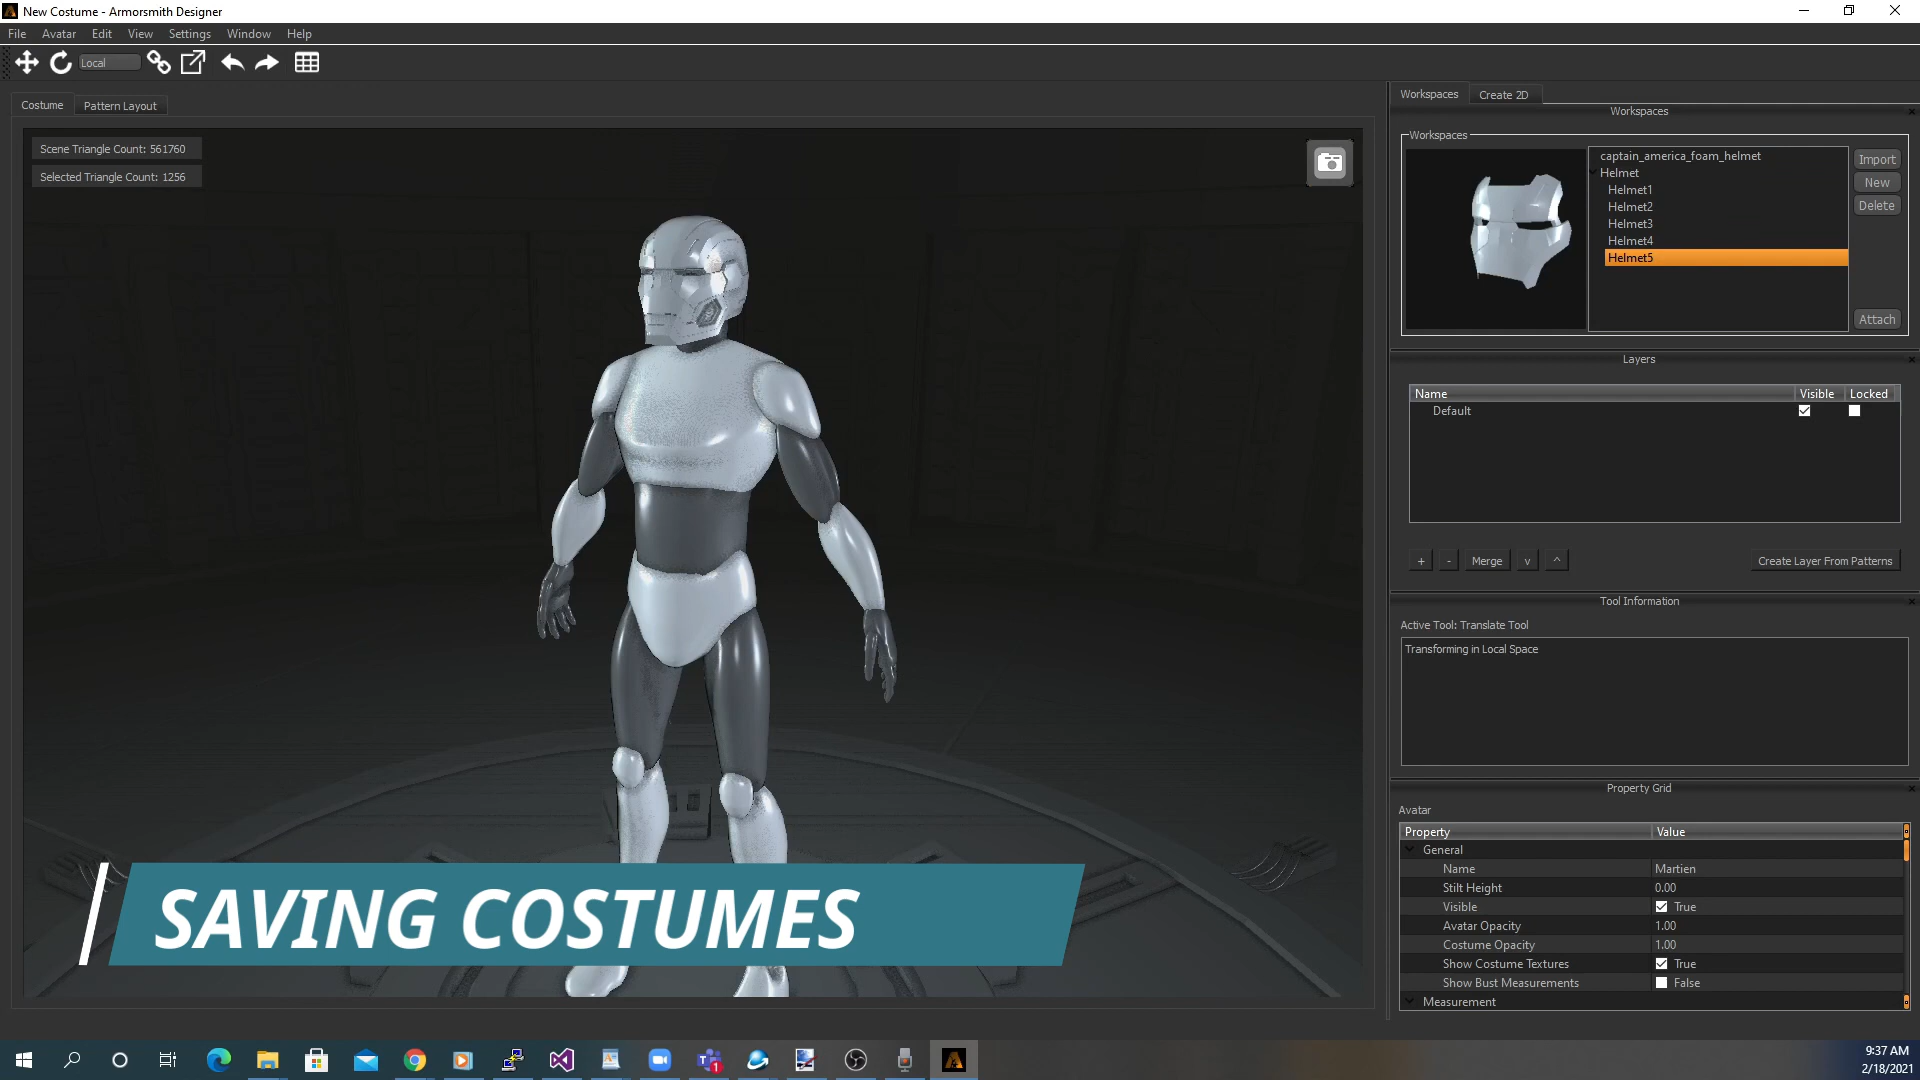 New Costume - Armorsmith Designer
File Avatar Edit View Settings Window Help
Local
Costume Pattern Layout
Scene Triangle Count: 561760
Selected Triangle Count: 1256
SAVING COSTUMES
Workspaces Create 2D
Workspaces
Workspaces
captain_america_foam_helmet
Helmet
Helmet1
Helmet2
Helmet3
Helmet4
Helmet5
Import
New
Delete
Attach
Layers
Name Visible Locked
Default
+ - Merge v ^ Create Layer From Patterns
Tool Information
Active Tool: Translate Tool
Transforming in Local Space
Property Grid
Avatar
Property Value
General
Name Martien
Stilt Height 0.00
Visible True
Avatar Opacity 1.00
Costume Opacity 1.00
Show Costume Textures True
Show Bust Measurements False
Measurement
1
9:37 AM
2/18/2021